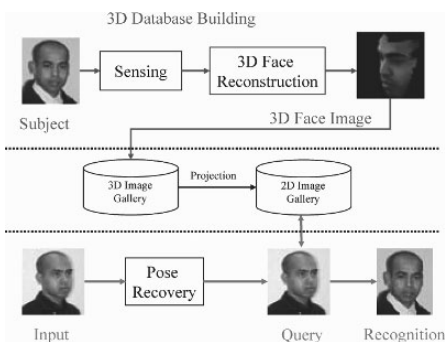 3D Database Building
Sensing
3D Face
Reconstruction
Subject
3D Face Image
3D Image
Gallery
Projection
2D Image
Gallery
Pose
Recovery
Input
Query
Recognition